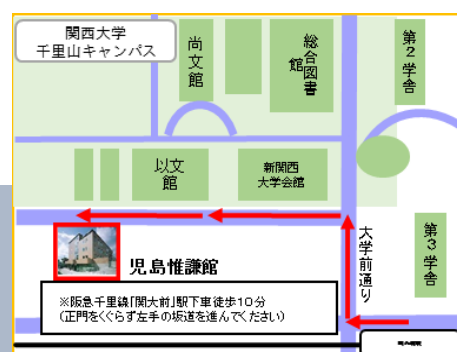 関西大学
千里山キャンパス
尚文館
総合図書館
第2学舎
以文館
新関西
大学会館
大学前通り
第3学舎
児島惟謙館
※阪急千里線「関大前」駅下車徒歩10分
(正門をくぐらず左手の坂道を進んでください)